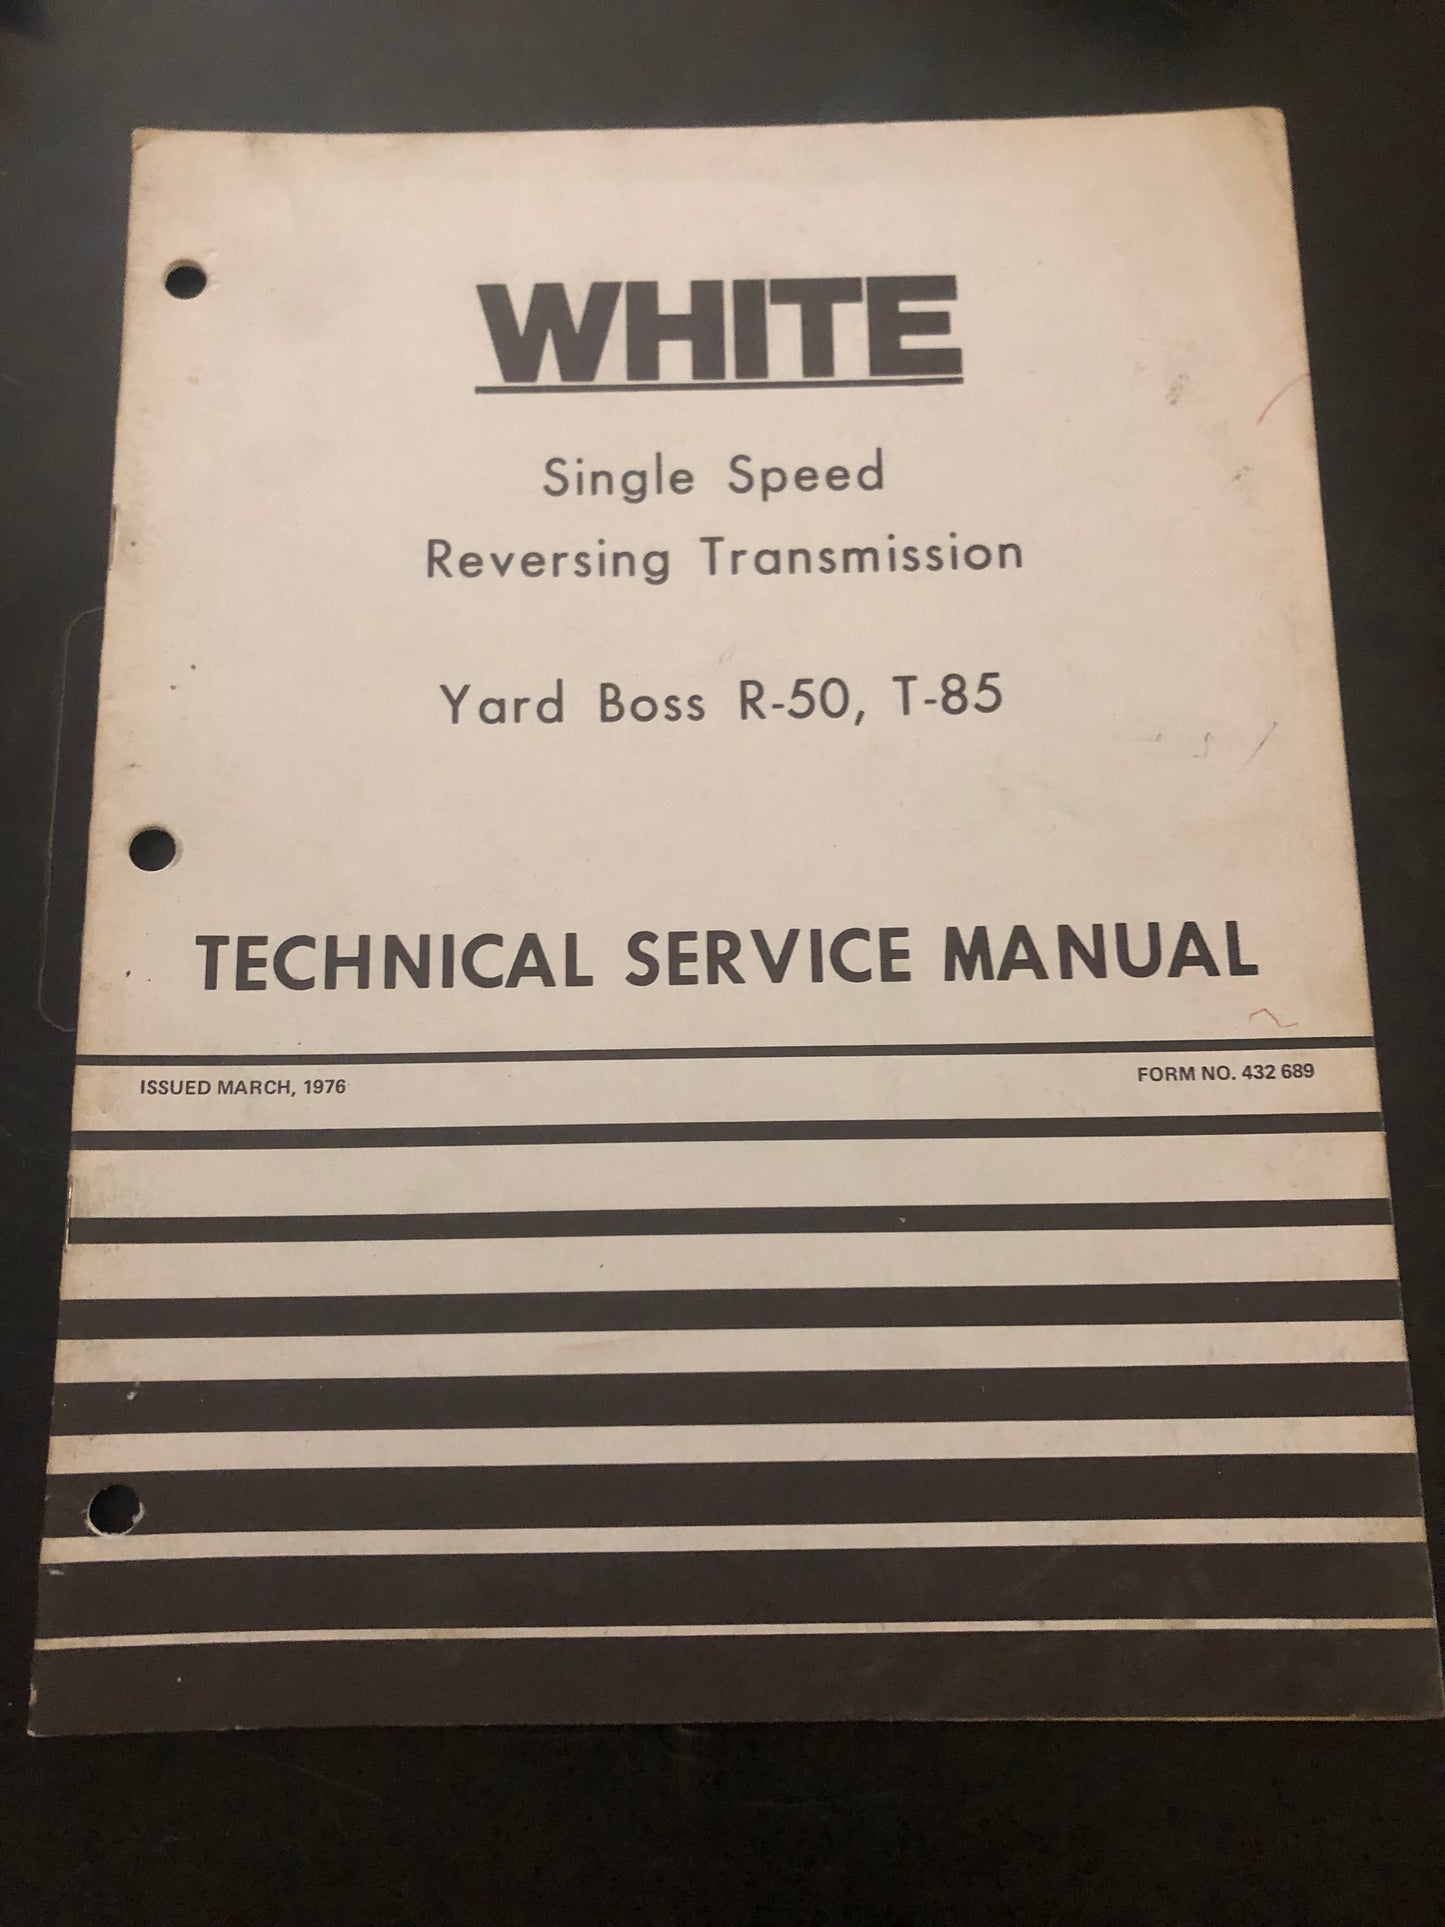 WHITE
Single Speed
Reversing Transmission
Yard Boss R-50, T-85
TECHNICAL SERVICE MANUAL
ISSUED MARCH, 1976
FORM NO. 432 689